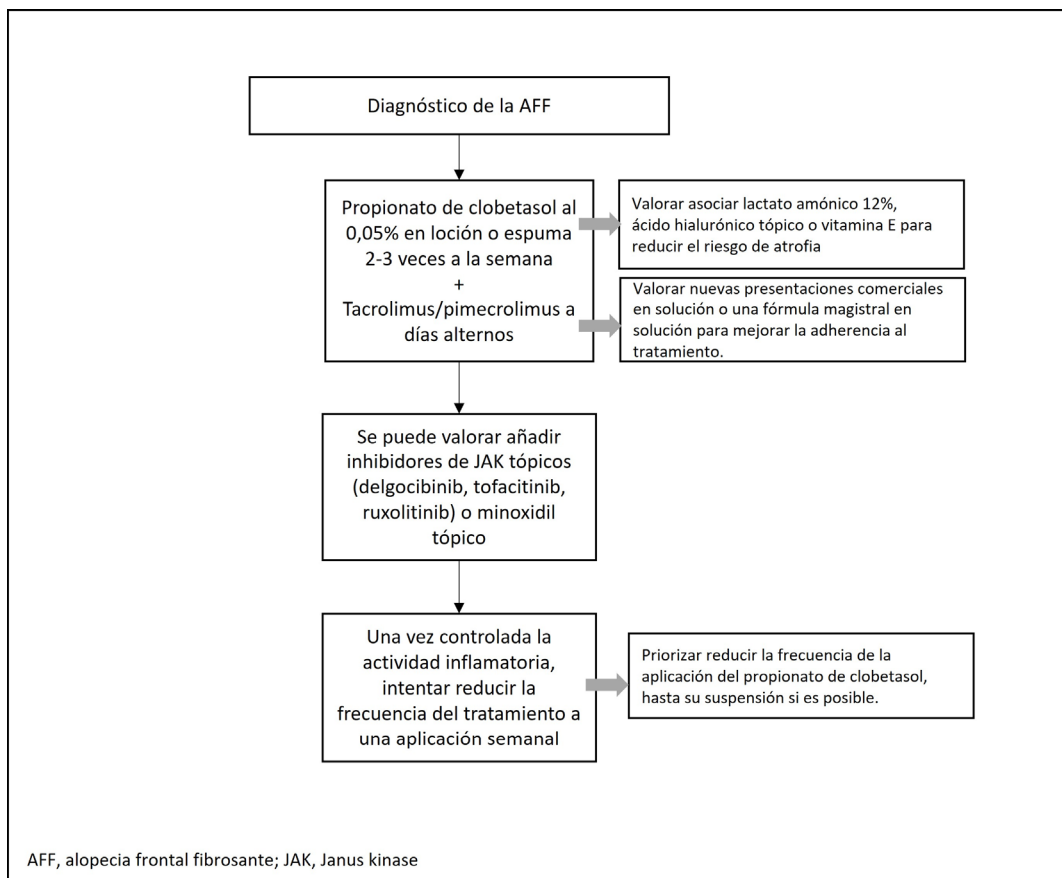 Diagnóstico de la AFF
Propionato de clobetasol al
0,05% en loción o espuma
2-3 veces a la semana
+
Tacrolimus/pimecrolimus a
días alternos
Valorar asociar lactato amónico 12%,
ácido hialurónico tópico o vitamina E para
reducir el riesgo de atrofia
Valorar nuevas presentaciones comerciales
en solución o una fórmula magistral en
solución para mejorar la adherencia al
tratamiento.
Se puede valorar añadir
inhibidores de JAK tópicos
(delgocibinib, tofacitinib,
ruxolitinib) o minoxidil
tópico
Una vez controlada la
actividad inflamatoria,
intentar reducir la
frecuencia del tratamiento a
una aplicación semanal
Priorizar reducir la frecuencia de la
aplicación del propionato de clobetasol,
hasta su suspensión si es posible.
AFF, alopecia frontal fibrosante; JAK, Janus kinase